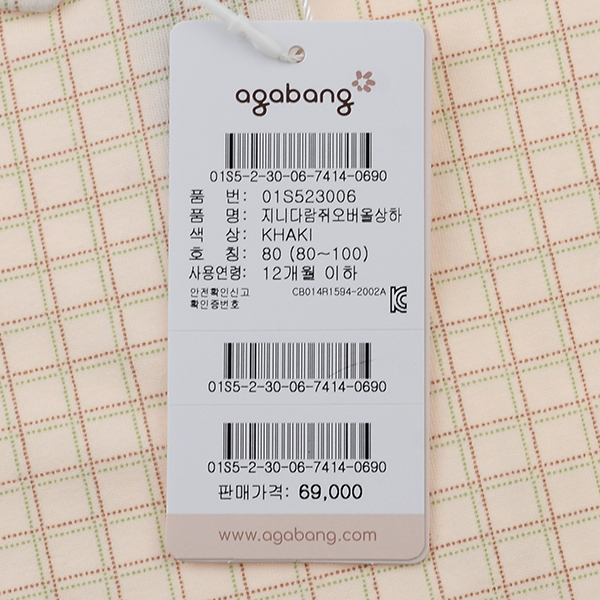 agabang
01S5-2-30-06-7414-0690
품 번: 01S523006
품 명: 지니다람쥐오버올상하
색 상: KHAKI
호 칭: 80 (80~100)
사용연령: 12개월 이하
안전확인신고 CB014R1594-2002A
확인증번호
01S5-2-30-06-7414-0690
01S5-2-30-06-7414-0690
판매가격: 69,000
www.agabang.com